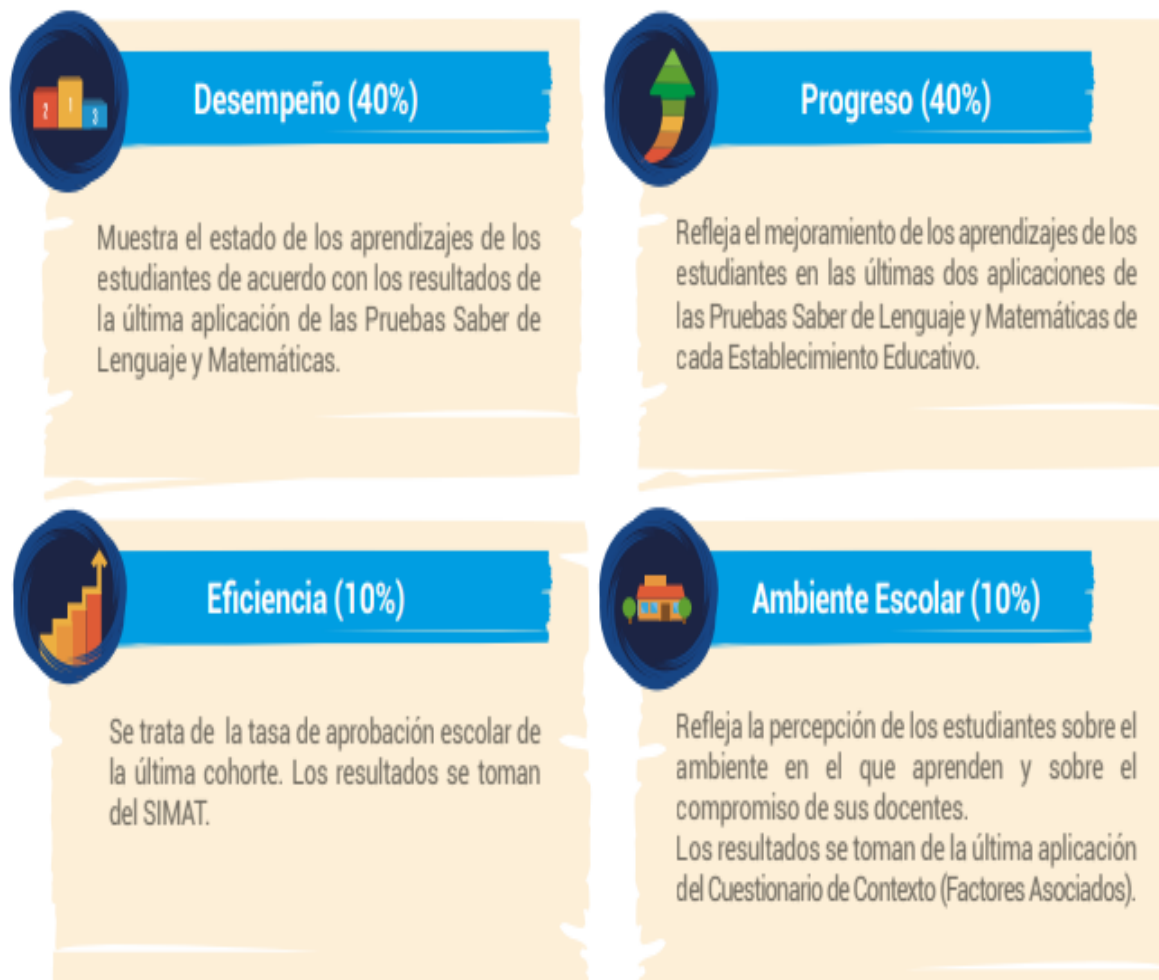 2
1
3
Desempeño (40%)
Muestra el estado de los aprendizajes de los
estudiantes de acuerdo con los resultados de
la última aplicación de las Pruebas Saber de
Lenguaje y Matemáticas.
Progreso (40%)
Refleja el mejoramiento de los aprendizajes de los
estudiantes en las últimas dos aplicaciones de
las Pruebas Saber de Lenguaje y Matemáticas de
cada Establecimiento Educativo.
Eficiencia (10%)
Se trata de la tasa de aprobación escolar de
la última cohorte. Los resultados se toman
del SIMAT.
Ambiente Escolar (10%)
Refleja la percepción de los estudiantes sobre el
ambiente en el que aprenden y sobre el
compromiso de sus docentes.
Los resultados se toman de la última aplicación
del Cuestionario de Contexto (Factores Asociados).